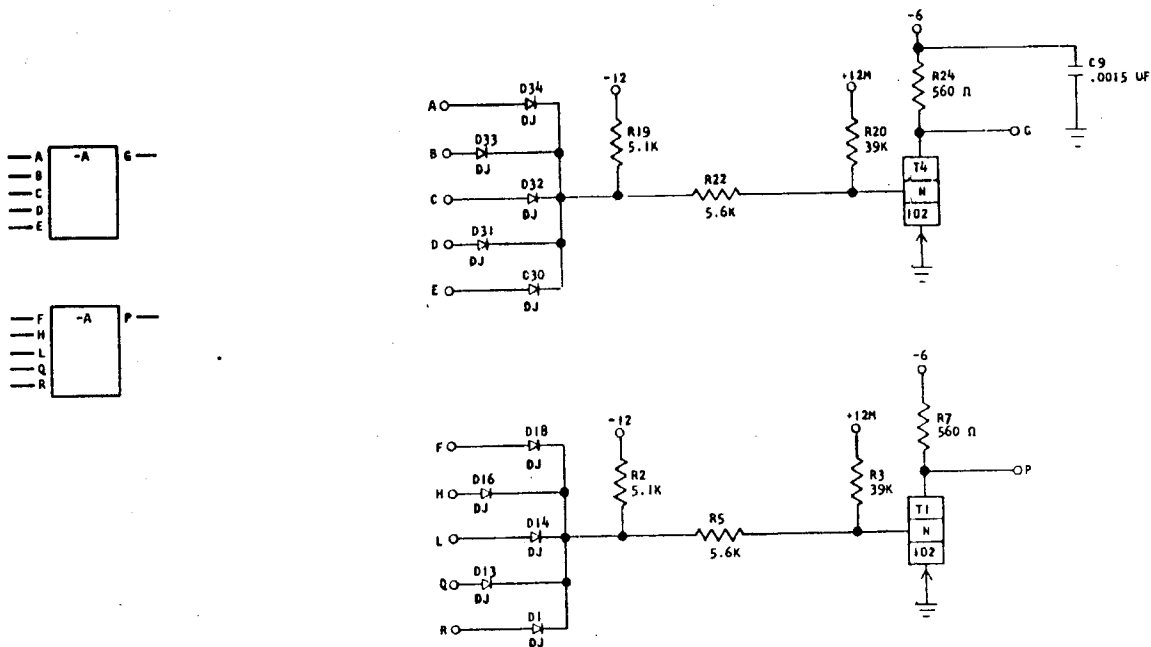 A
-A
G
B
C
D
E
F
-A
P
H
L
Q
R
-6
R24
560 Ω
C9
.0015 UF
A
D34
DJ
-12
+12M
B
D33
DJ
R19
5.1K
R20
39K
G
C
D32
DJ
R22
5.6K
T4
N
102
D
D31
DJ
E
D30
DJ
-6
R7
560 Ω
F
D18
DJ
-12
+12M
H
D16
DJ
R2
5.1K
R3
39K
P
L
D14
DJ
R5
5.6K
T1
N
102
Q
D13
DJ
R
D1
DJ